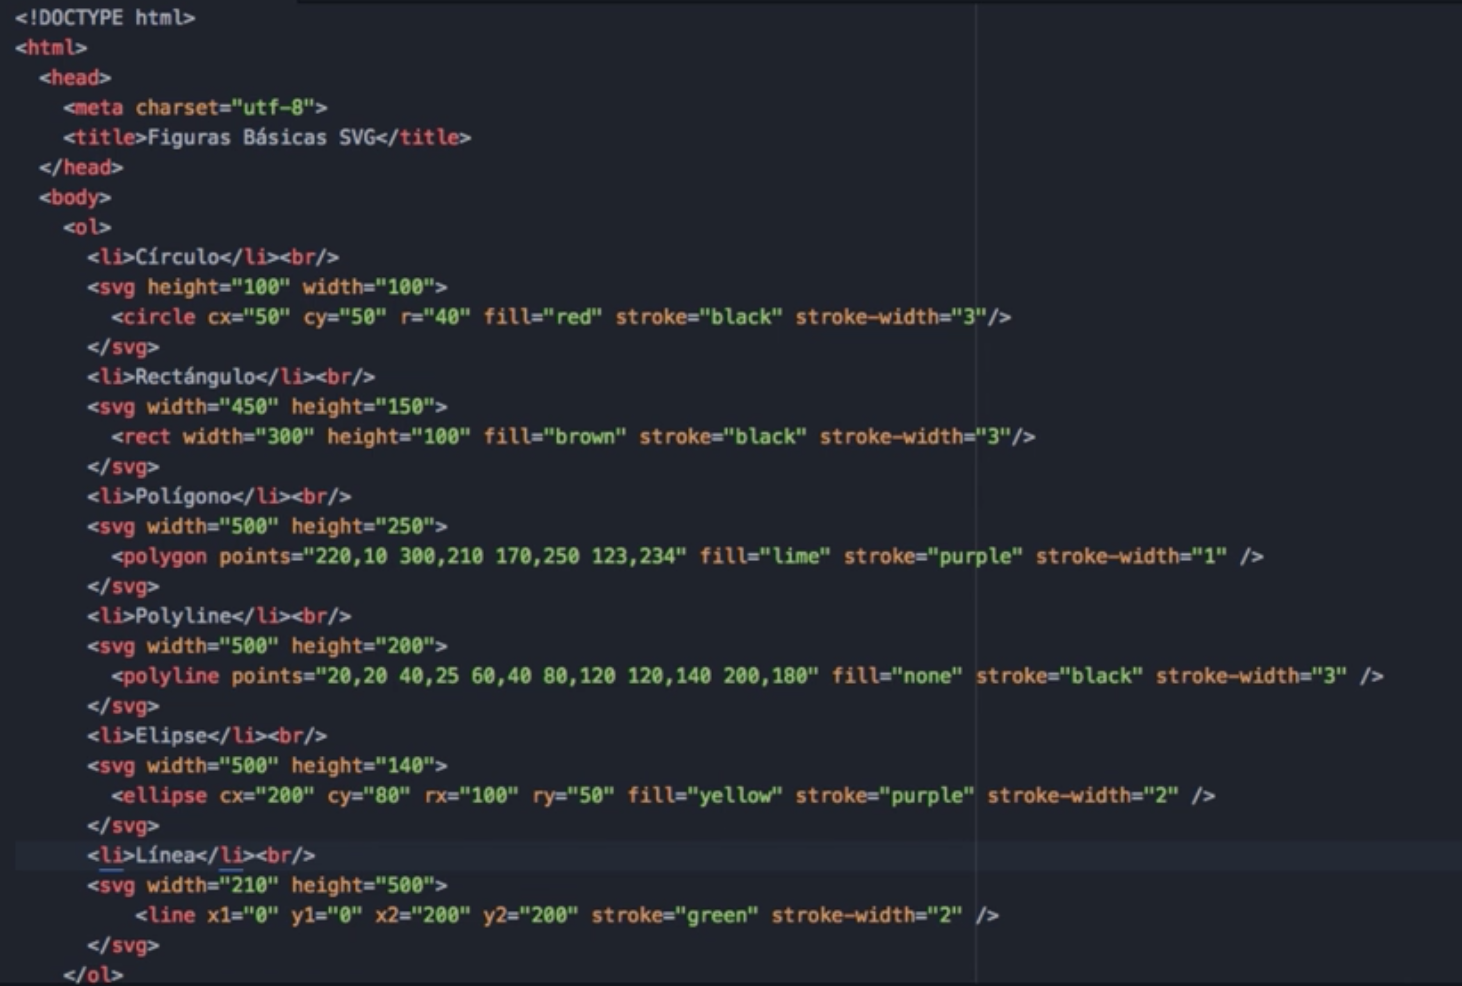 <!DOCTYPE html>
<html>
  <head>
    <meta charset="utf-8">
    <title>Figuras Básicas SVG</title>
  </head>
  <body>
    <ol>
      <li>Círculo</li><br/>
      <svg height="100" width="100">
        <circle cx="50" cy="50" r="40" fill="red" stroke="black" stroke-width="3"/>
      </svg>
      <li>Rectángulo</li><br/>
      <svg width="450" height="150">
        <rect width="300" height="100" fill="brown" stroke="black" stroke-width="3"/>
      </svg>
      <li>Polígono</li><br/>
      <svg width="500" height="250">
        <polygon points="220,10 300,210 170,250 123,234" fill="lime" stroke="purple" stroke-width="1" />
      </svg>
      <li>Polyline</li><br/>
      <svg width="500" height="200">
        <polyline points="20,20 40,25 60,40 80,120 120,140 200,180" fill="none" stroke="black" stroke-width="3" />
      </svg>
      <li>Elipse</li><br/>
      <svg width="500" height="140">
        <ellipse cx="200" cy="80" rx="100" ry="50" fill="yellow" stroke="purple" stroke-width="2" />
      </svg>
      <li>Línea</li><br/>
      <svg width="210" height="500">
          <line x1="0" y1="0" x2="200" y2="200" stroke="green" stroke-width="2" />
      </svg>
    </ol>